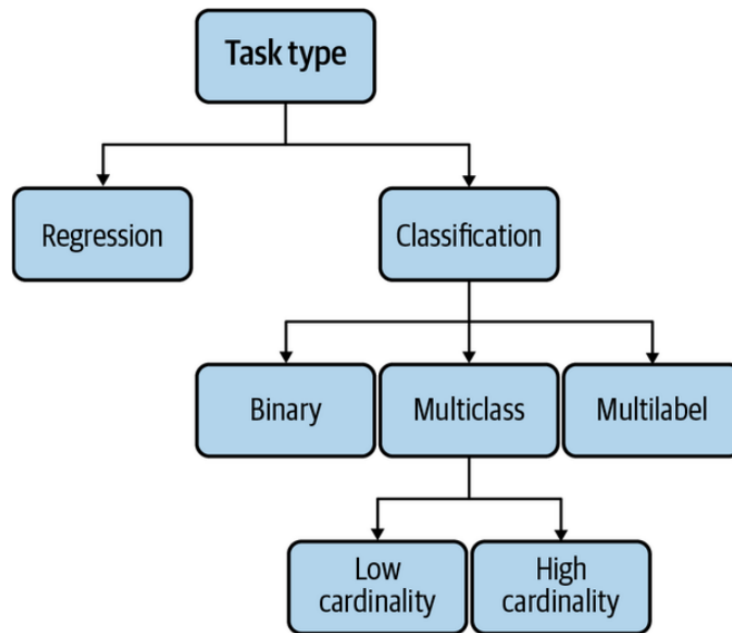 Task type
Regression
Classification
Binary
Multiclass
Multilabel
Low
cardinality
High
cardinality